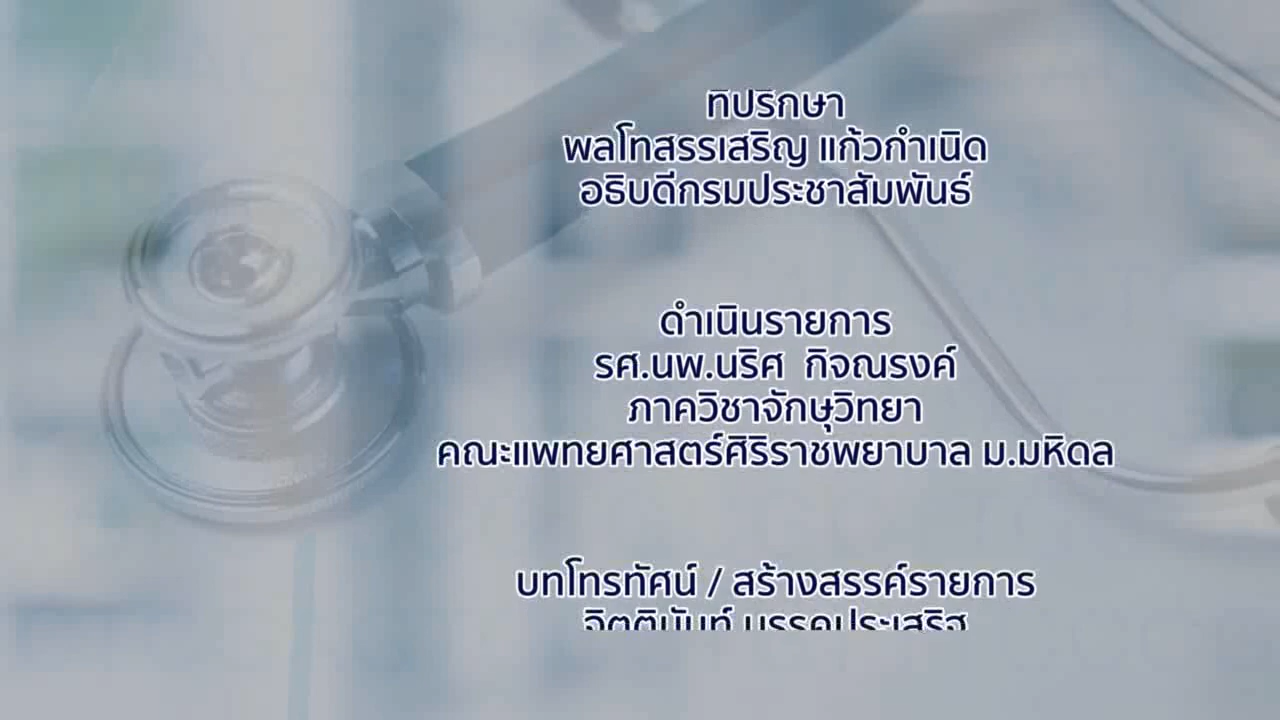 ที่ปรึกษา
พลโทสรรเสริญ แก้วกำเนิด
อธิบดีกรมประชาสัมพันธ์
ดำเนินรายการ
รศ.นพ.นริศ กิจณรงค์
ภาควิชาจักษุวิทยา
คณะแพทยศาสตร์ศิริราชพยาบาล ม.มหิดล
บทโทรทัศน์ / สร้างสรรค์รายการ